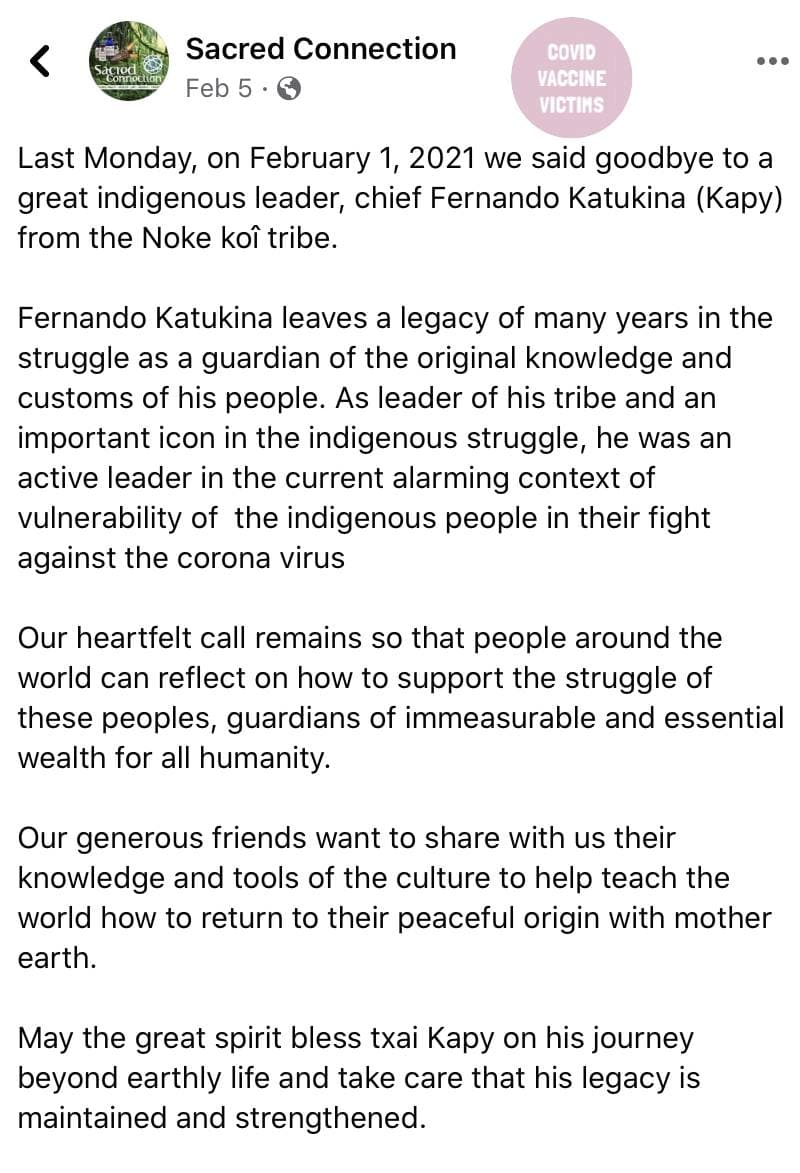 Sacred Connection
Feb 5 ·
COVID
VACCINE
VICTIMS
Sacred
Connection
Last Monday, on February 1, 2021 we said goodbye to a
great indigenous leader, chief Fernando Katukina (Kapy)
from the Noke koî tribe.
Fernando Katukina leaves a legacy of many years in the
struggle as a guardian of the original knowledge and
customs of his people. As leader of his tribe and an
important icon in the indigenous struggle, he was an
active leader in the current alarming context of
vulnerability of  the indigenous people in their fight
against the corona virus
Our heartfelt call remains so that people around the
world can reflect on how to support the struggle of
these peoples, guardians of immeasurable and essential
wealth for all humanity.
Our generous friends want to share with us their
knowledge and tools of the culture to help teach the
world how to return to their peaceful origin with mother
earth.
May the great spirit bless txai Kapy on his journey
beyond earthly life and take care that his legacy is
maintained and strengthened.